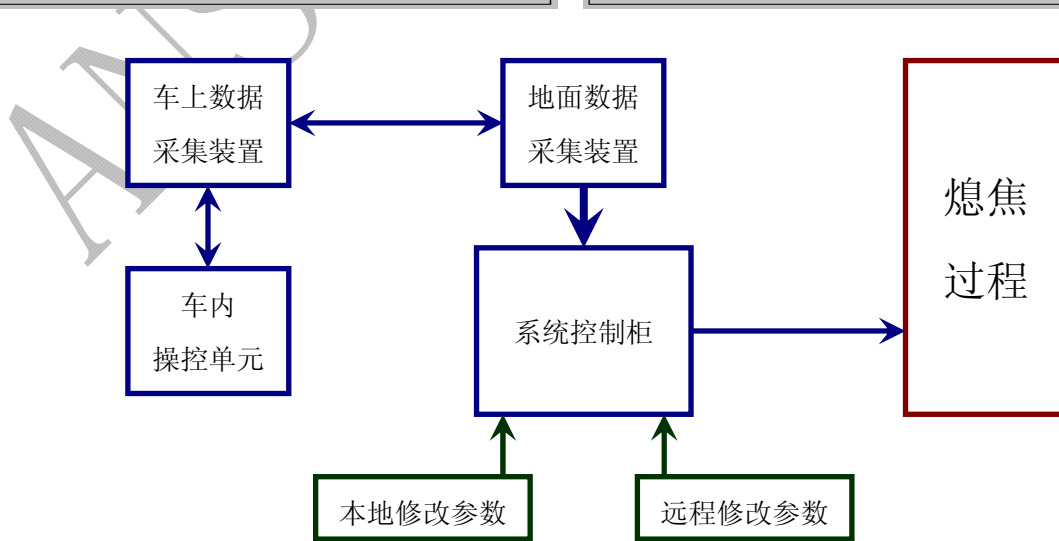 车上数据
采集装置
地面数据
采集装置
熄焦
过程
车内
操控单元
系统控制柜
本地修改参数
远程修改参数